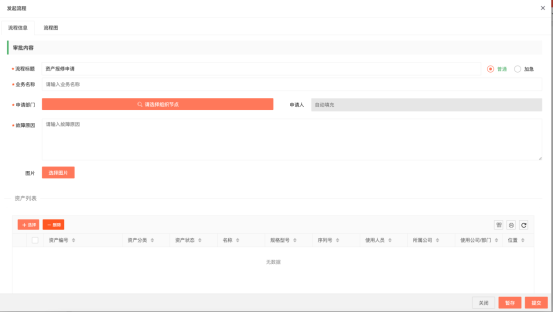 发起流程
流程信息 流程图
审批内容
* 流程标题 资产报修申请 普通 加急
* 业务名称 请输入业务名称
* 申请部门 请选择组织节点 申请人 自动填充
* 故障原因 请输入故障原因
图片 选择图片
资产列表
+ 选择 - 删除
资产编号 资产分类 资产状态 名称 规格型号 序列号 使用人员 所属公司 使用公司/部门 位置
无数据
关闭 暂存 提交